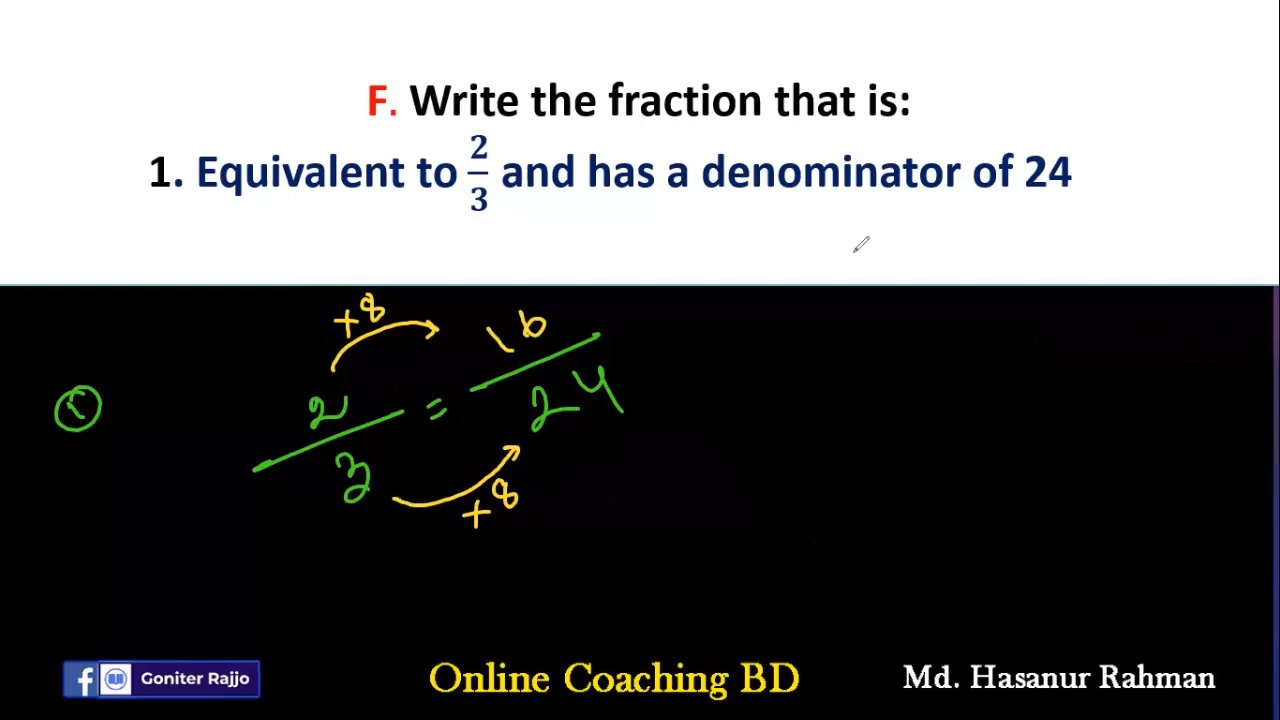 F. Write the fraction that is:
1. Equivalent to 2/3 and has a denominator of 24
×8
16
①
2
=
24
3
×8
f Goniter Rajjo
Online Coaching BD
Md. Hasanur Rahman